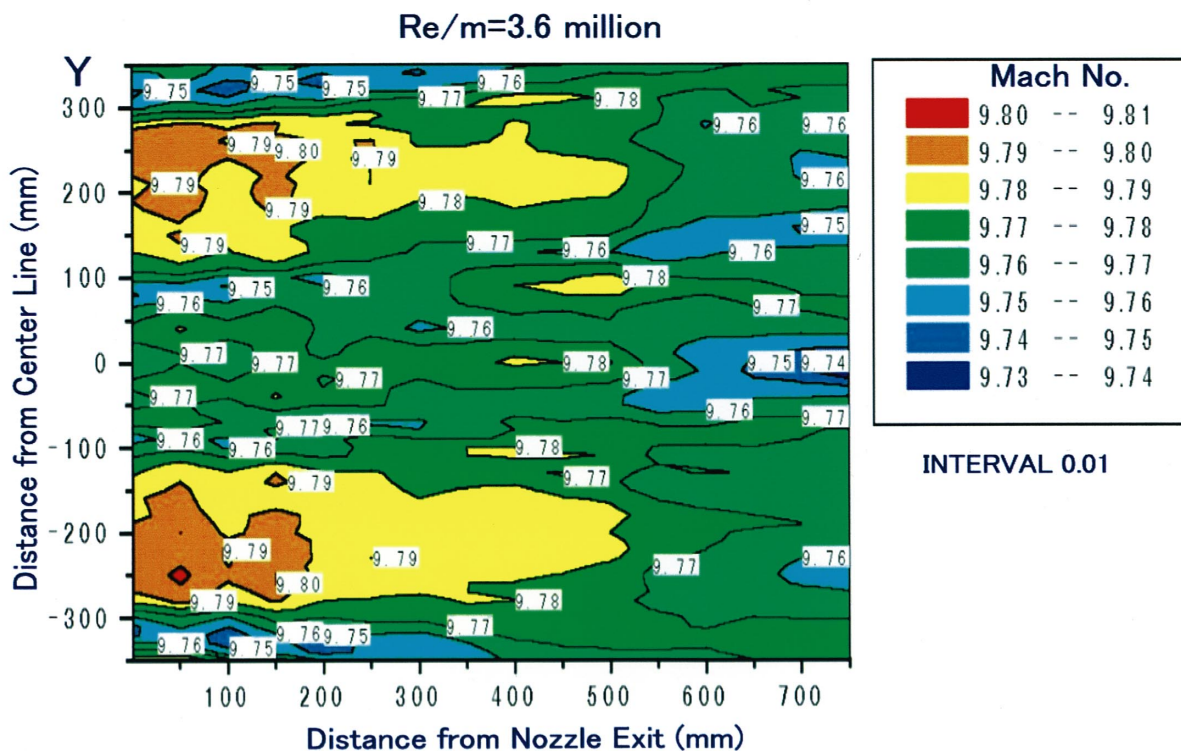 Re/m=3.6 million
Y
300
200
100
0
-100
-200
-300
Distance from Center Line (mm)
9.75 9.75 9.75 9.76
9.77 9.78
9.76 9.76
9.79 9.80 9.79
9.79 9.76
9.79 9.78
9.79 9.77 9.76 9.76 9.75
9.76 9.75 9.76 9.78
9.77
9.76
9.77 9.77 9.78 9.75 9.74
9.77 9.77
9.77
9.76 9.77
9.76 9.76 9.77 9.76
9.78
9.79 9.77
9.79 9.79 9.76
9.80 9.77
9.79 9.78
9.76 9.75 9.76 9.75 9.77
100 200 300 400 500 600 700
Distance from Nozzle Exit (mm)
Mach No.
9.80 -- 9.81
9.79 -- 9.80
9.78 -- 9.79
9.77 -- 9.78
9.76 -- 9.77
9.75 -- 9.76
9.74 -- 9.75
9.73 -- 9.74
INTERVAL 0.01